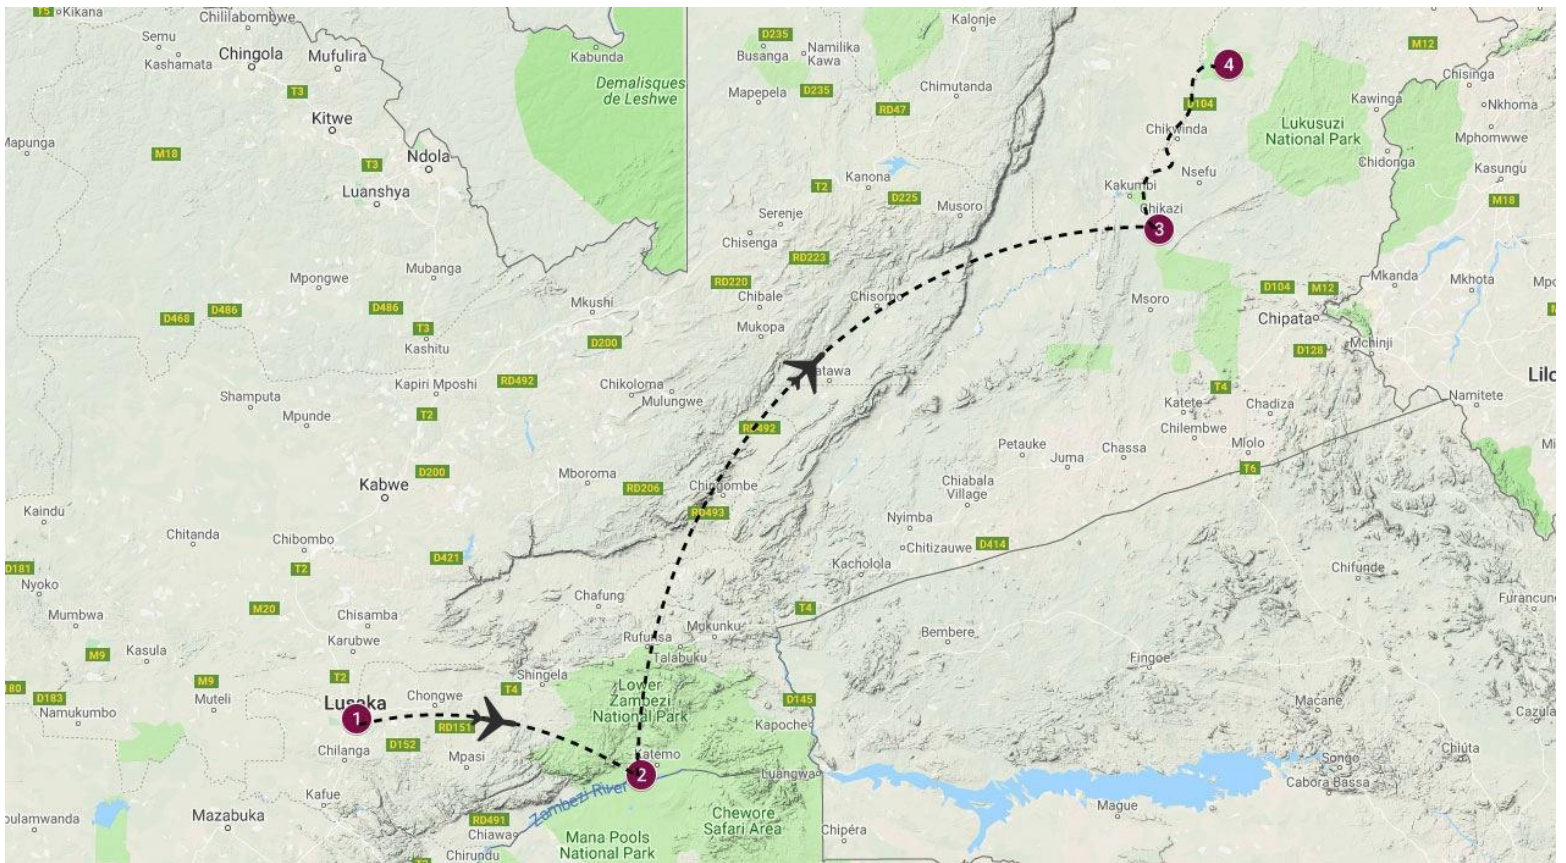 T5
Kikana
Chililabombwe
Semu
Kashamata
Chingola
Mufulira
T3
Kitwe
M18
T3
Ndola
Luanshya
Kabunda
Demalisques
de Leshwe
D235
Busanga
Namilika
Kawa
Mapepela
D235
Kalonje
Chimutanda
RD47
Kanona
T2
D225
Musoro
Serenje
Chisenga
RD223
RD220
Chibale
Mukopa
Chisomo
4
D104
Chikwinda
Nsefu
Kakumbi
Chikazi
3
Lukusuzi
National Park
M12
Chisinga
Kawinga
Nkhoma
Mphomwwe
Chidonga
Kasungu
M18
Mkanda
Mkhota
Msoro
D104
M12
Chipata
D128
Mchinji
Namitete
T4
Katete
Chadiza
Chilembwe
Mlolo
T6
Petauke
Juma
Chassa
Chiabala
Village
Nyimba
Chitizauwe
D414
Kacholola
T4
Mpongwe
Mubanga
D468
D486
D486
T3
Kashitu
Mkushi
D200
Kapiri Mposhi
RD492
Chikoloma
Mulungwe
Shamputa
Mpunde
T2
RD492
D200
Kabwe
Mboroma
RD206
Chingombe
RD493
Kaindu
Chitanda
Chibombo
D421
T2
D181
Nyoko
Mumbwa
M20
Chisamba
Karubwe
Chafung
Mukunku
Rufunsa
Talabuku
M9
Kasula
M9
T2
Shingela
T4
D183
Namukumbo
Muteli
Lusaka
1
Chongwe
RD151
D152
Chilanga
Mpasi
Lower
Zambezi
National Park
2
D145
Kapoche
Luangwa
Kafue
Mazabuka
RD491
Chiawa
Chirundu
Zambezi River
Mana Pools
National Park
Chewore
Safari Area
Chipéra
Bembere
Fingoe
Chifunde
Furancungo
Macane
Chiúta
Songo
Cabora Bassa
Mague